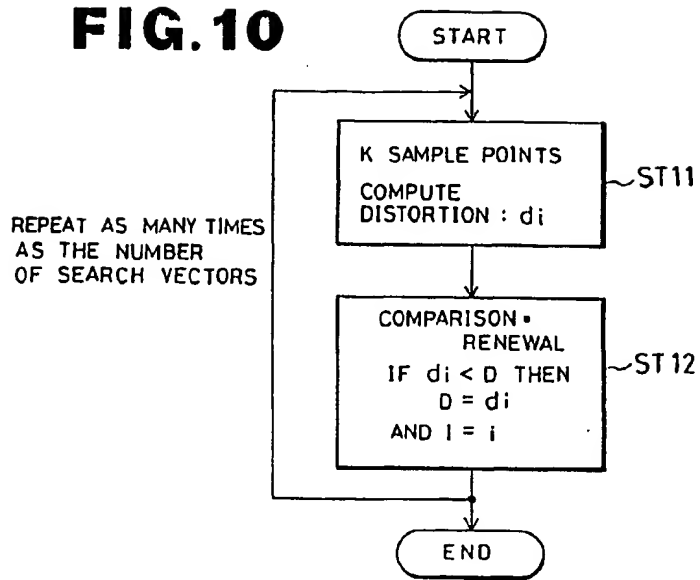 FIG.10
START
K SAMPLE POINTS
COMPUTE
DISTORTION : di
ST11
REPEAT AS MANY TIMES
AS THE NUMBER
OF SEARCH VECTORS
COMPARISON •
RENEWAL
IF di < D THEN
D = di
AND I = i
ST12
END